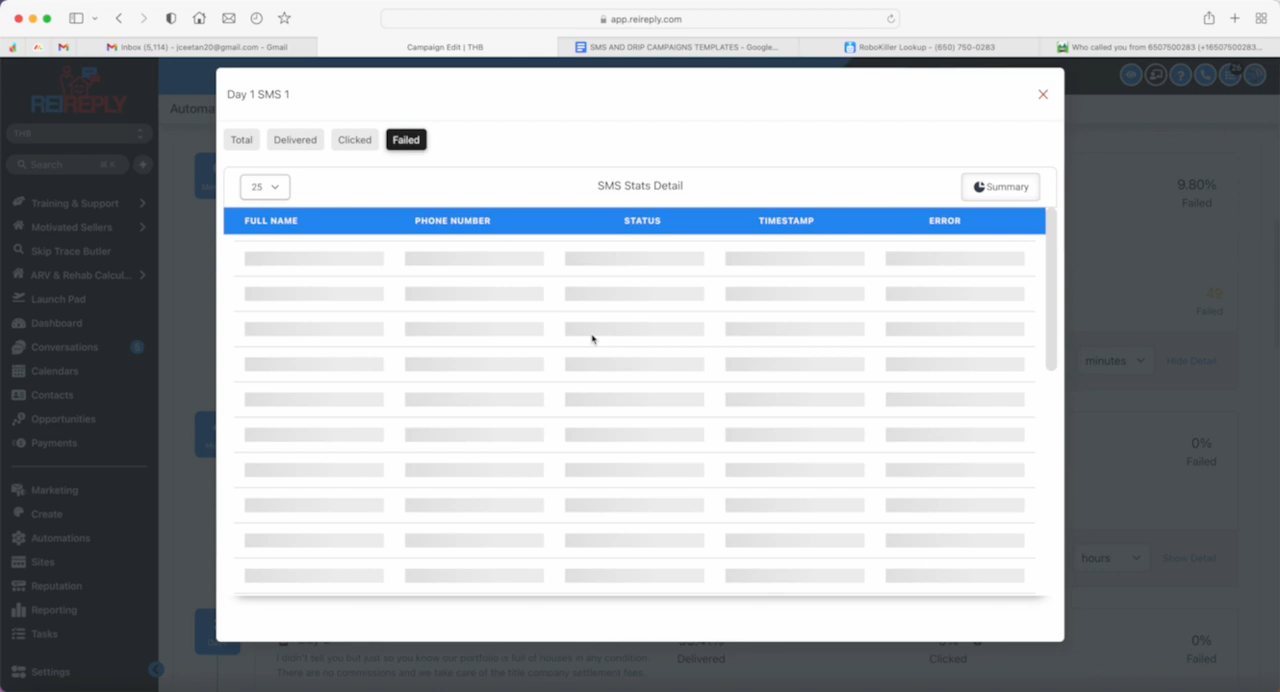 app.reireply.com
Inbox (5,114) - jceetan20@gmail.com - Gmail
Campaign Edit | THB
SMS AND DRIP CAMPAIGNS TEMPLATES - Google...
RoboKiller Lookup - (650) 750-0283
Who called you from 6507500283 (+16507500283...
REIREPLY
THB
Search
⌘ K
Training & Support
Motivated Sellers
Skip Trace Butler
ARV & Rehab Calcul...
Launch Pad
Dashboard
Conversations
Calendars
Contacts
Opportunities
Payments
Marketing
Create
Automations
Sites
Reputation
Reporting
Tasks
Settings
Automa
Day 1 SMS 1
Total
Delivered
Clicked
Failed
25
SMS Stats Detail
Summary
FULL NAME
PHONE NUMBER
STATUS
TIMESTAMP
ERROR
9.80%
Failed
49
Failed
minutes
Hide Detail
0%
Failed
hours
Show Detail
0%
Failed
Delivered
Clicked
I didn't tell you but just so you know our portfolio is full of houses in any condition.
There are no commissions and we take care of the title company settlement fees.